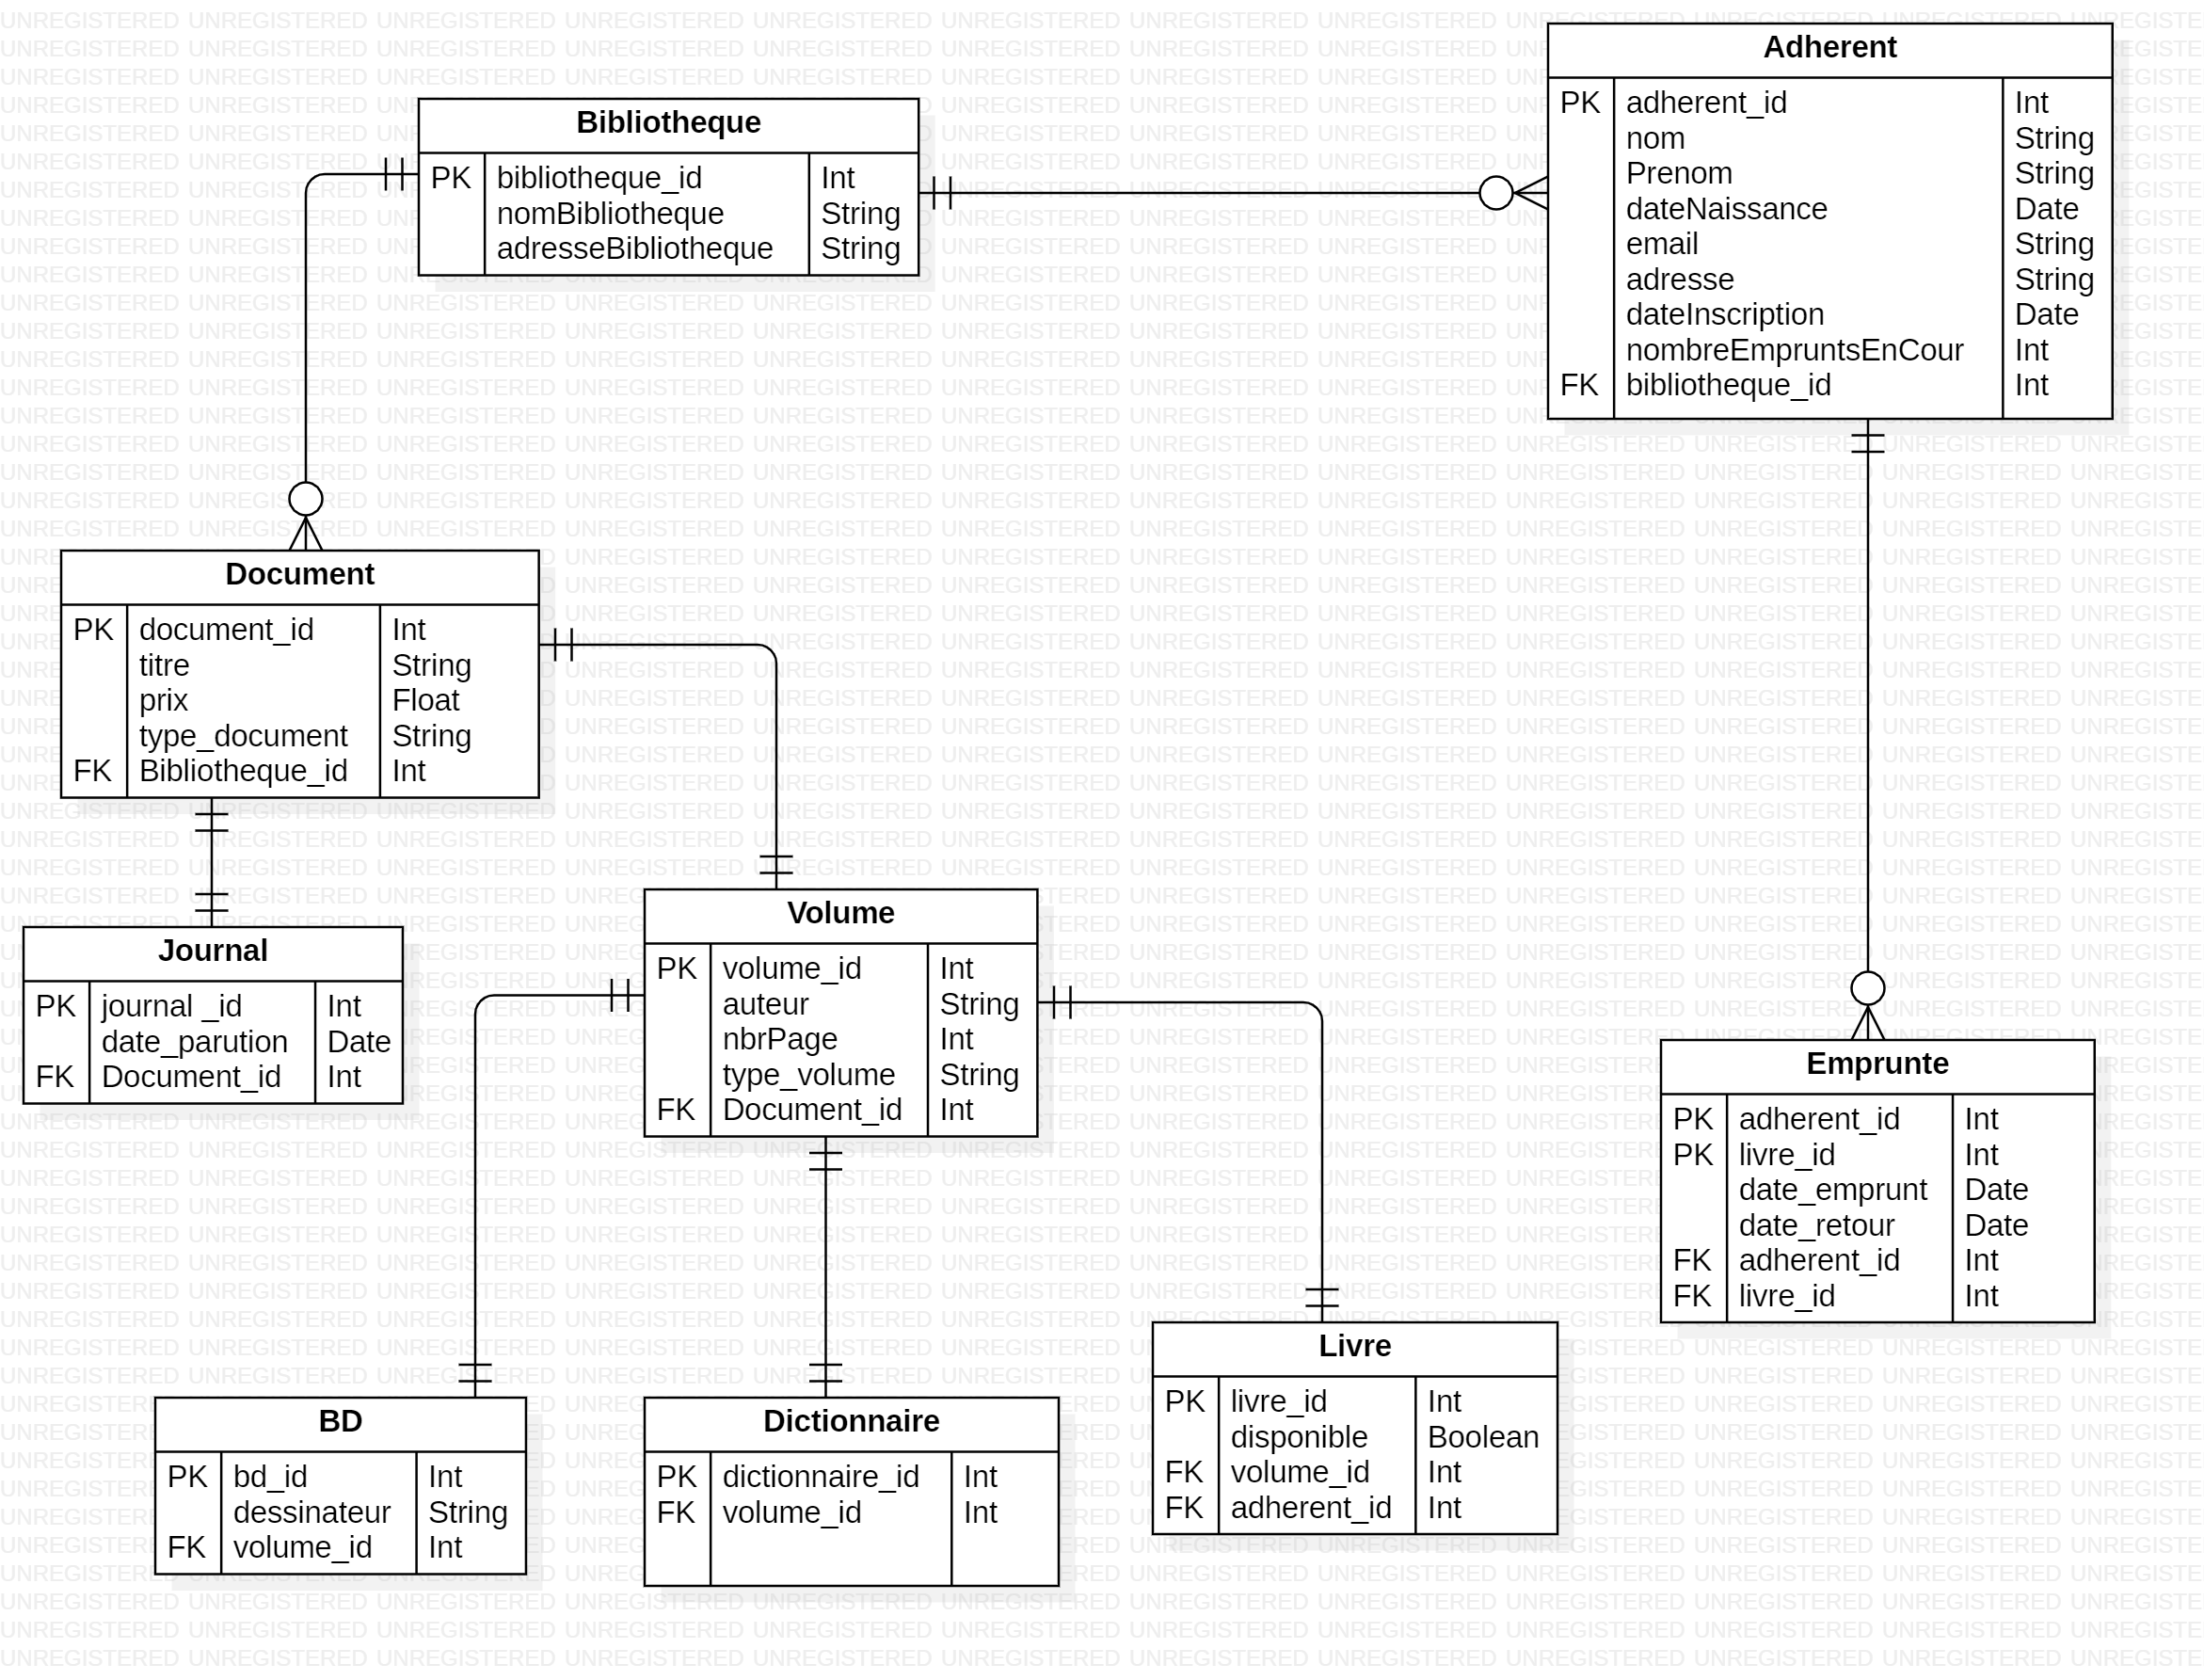 Adherent
PK adherent_id Int
nom String
Prenom String
dateNaissance Date
email String
adresse String
dateInscription Date
nombreEmpruntsEnCour Int
FK bibliotheque_id Int
Bibliotheque
PK bibliotheque_id Int
nomBibliotheque String
adresseBibliotheque String
Document
PK document_id Int
titre String
prix Float
type_document String
FK Bibliotheque_id Int
Journal
PK journal _id Int
date_parution Date
FK Document_id Int
Volume
PK volume_id Int
auteur String
nbrPage Int
type_volume String
FK Document_id Int
Emprunte
PK adherent_id Int
PK livre_id Int
date_emprunt Date
date_retour Date
FK adherent_id Int
FK livre_id Int
BD
PK bd_id Int
dessinateur String
FK volume_id Int
Dictionnaire
PK dictionnaire_id Int
FK volume_id Int
Livre
PK livre_id Int
disponible Boolean
FK volume_id Int
FK adherent_id Int
UNREGISTERED